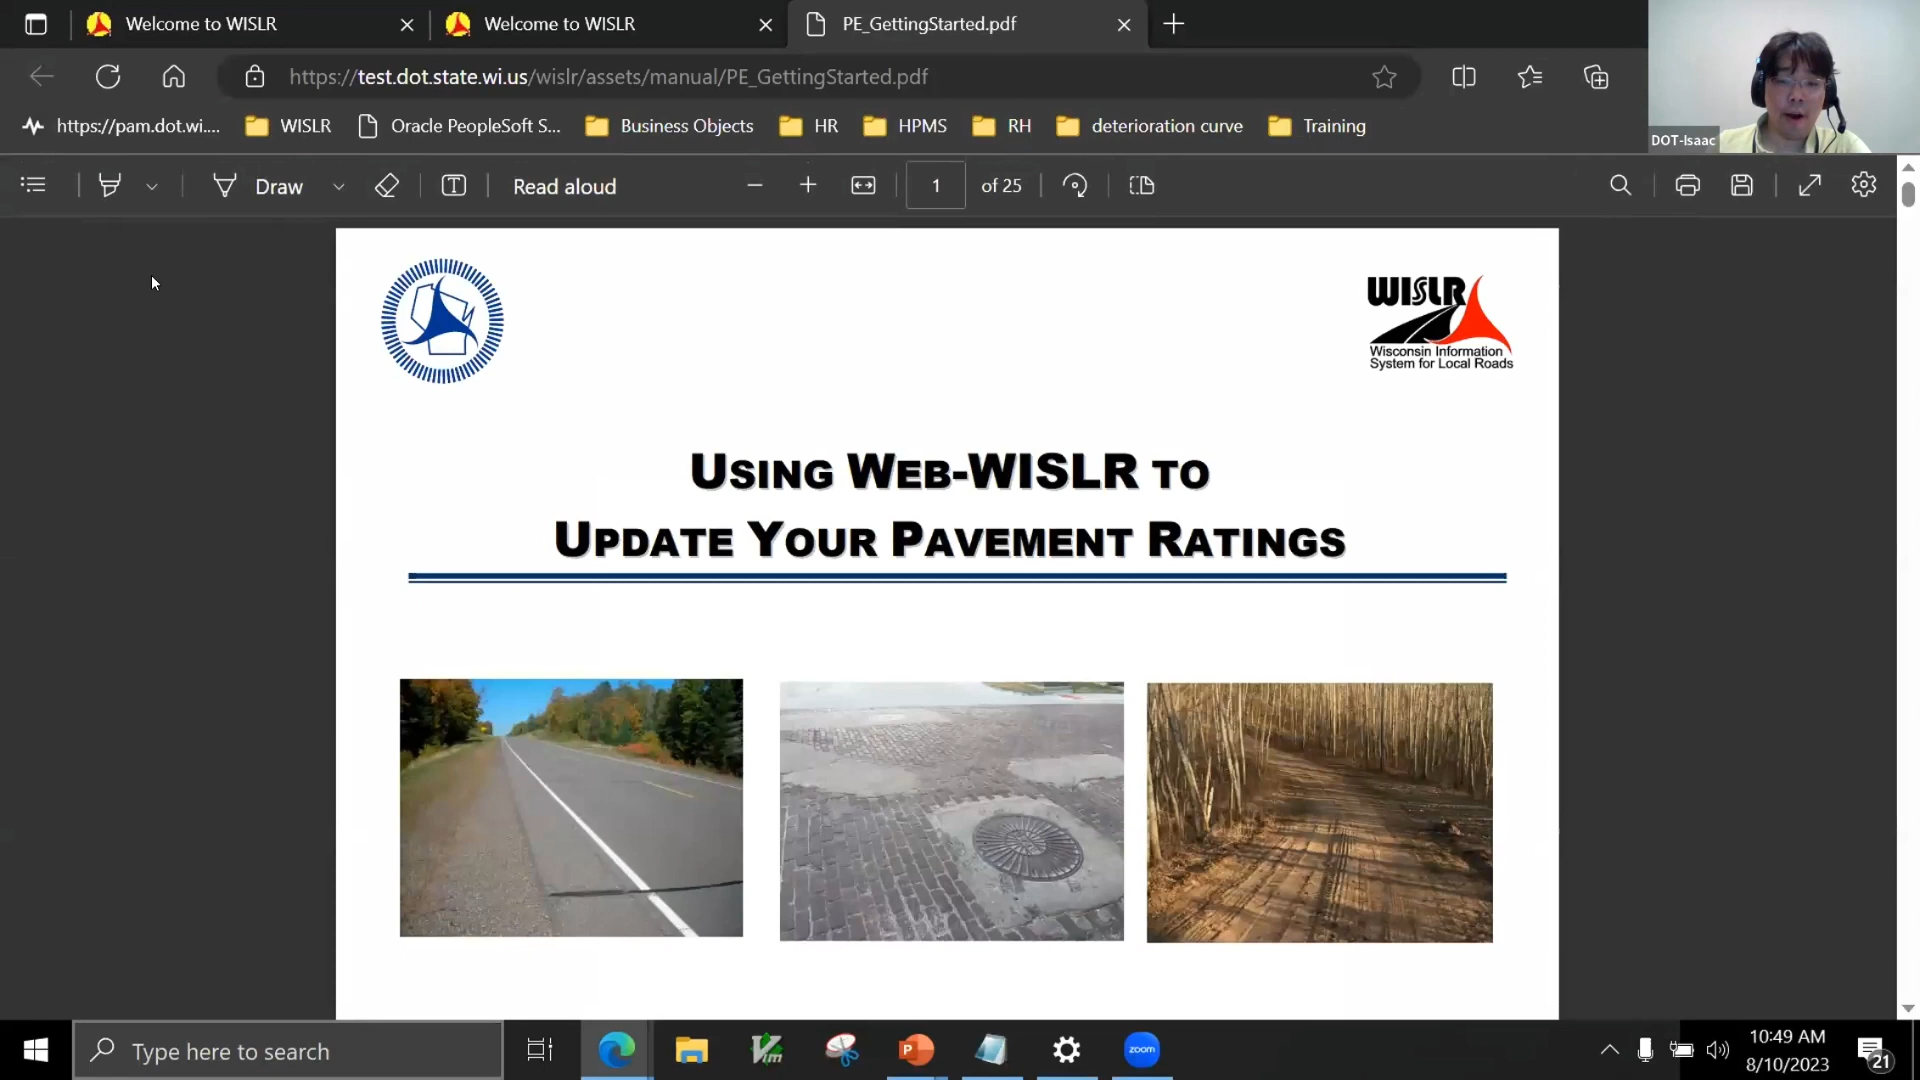 Welcome to WISLR
Welcome to WISLR
PE_GettingStarted.pdf
https://test.dot.state.wi.us/wislr/assets/manual/PE_GettingStarted.pdf
https://pam.dot.wi....
WISLR
Oracle PeopleSoft S...
Business Objects
HR
HPMS
RH
deterioration curve
Training
DOT-Isaac
Draw
Read aloud
1
of 25
WISLR
Wisconsin Information
System for Local Roads
USING WEB-WISLR TO
UPDATE YOUR PAVEMENT RATINGS
Type here to search
Vim
P
zoom
10:49 AM
8/10/2023
21